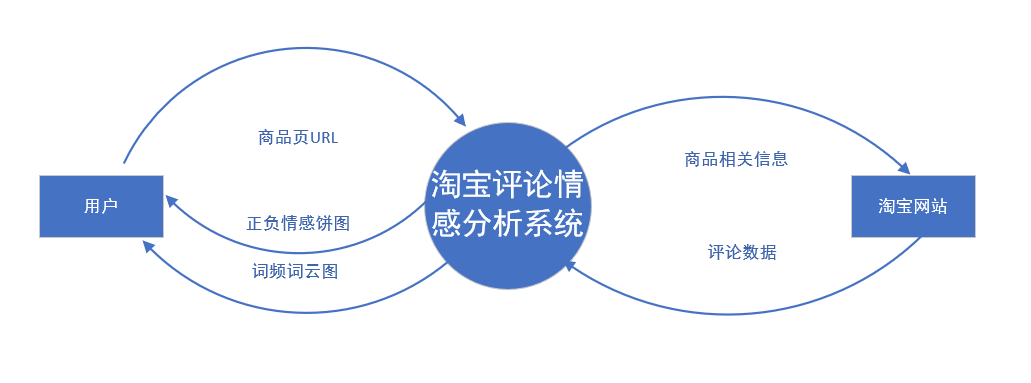 商品页URL
用户
正负情感饼图
词频词云图
淘宝评论情
感分析系统
商品相关信息
淘宝网站
评论数据